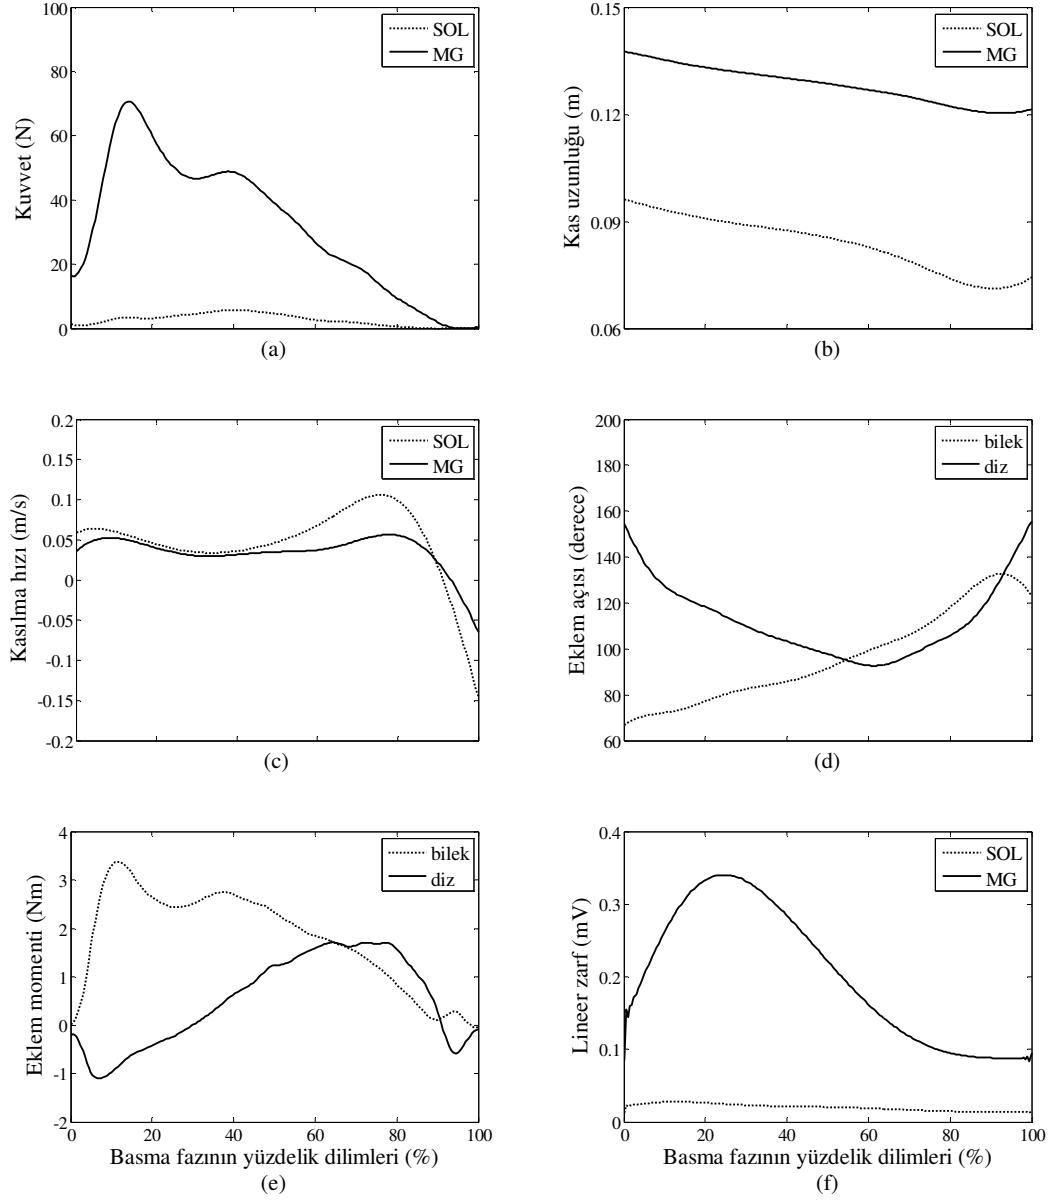 100
80
60
40
20
0
Kuvvet (N)
SOL
MG
(a)
0.15
0.12
0.09
0.06
Kas uzunluğu (m)
SOL
MG
(b)
0.2
0.15
0.1
0.05
0
-0.05
-0.1
-0.15
-0.2
Kasılma hızı (m/s)
SOL
MG
(c)
200
180
160
140
120
100
80
60
Eklem açısı (derece)
bilek
diz
(d)
4
3
2
1
0
-1
-2
Eklem momenti (Nm)
bilek
diz
0 20 40 60 80 100
Basma fazının yüzdelik dilimleri (%)
(e)
0.4
0.3
0.2
0.1
0
Lineer zarf (mV)
SOL
MG
0 20 40 60 80 100
Basma fazının yüzdelik dilimleri (%)
(f)